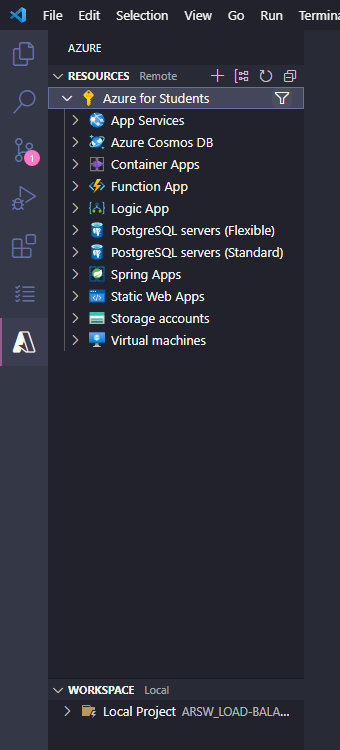 File Edit Selection View Go Run Termina
AZURE
RESOURCES Remote
Azure for Students
App Services
Azure Cosmos DB
Container Apps
1
Function App
Logic App
PostgreSQL servers (Flexible)
PostgreSQL servers (Standard)
Spring Apps
Static Web Apps
Storage accounts
Virtual machines
WORKSPACE Local
Local Project ARSW_LOAD-BALA...